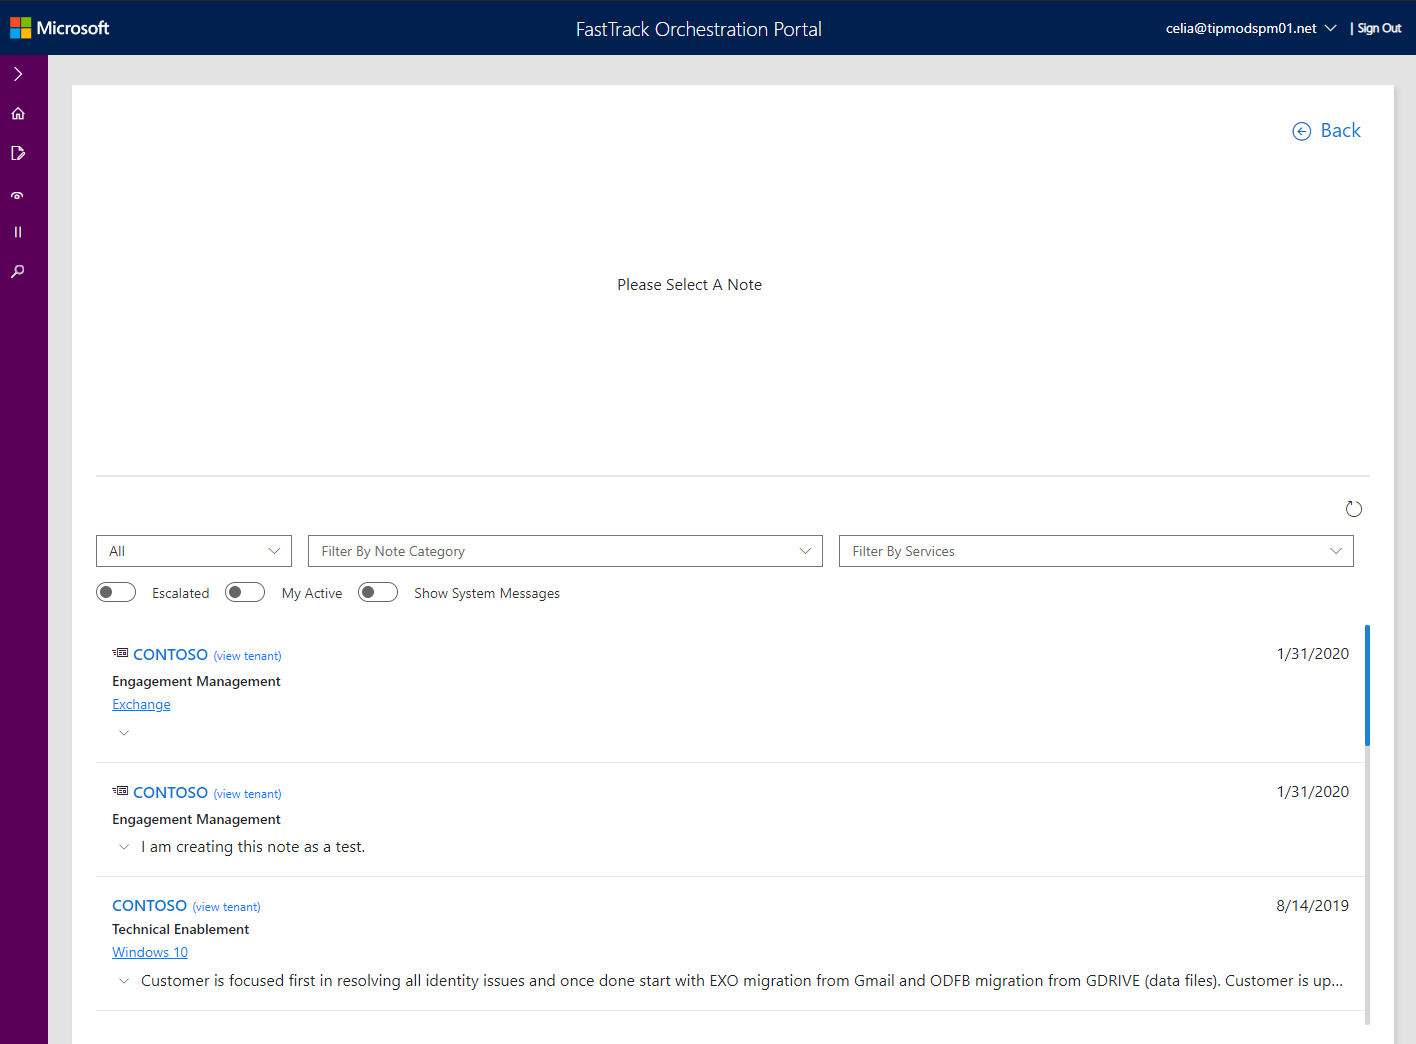 Microsoft
FastTrack Orchestration Portal
celia@tipmodspm01.net
| Sign Out
Back
Please Select A Note
All
Filter By Note Category
Filter By Services
Escalated
My Active
Show System Messages
CONTOSO (view tenant)
1/31/2020
Engagement Management
Exchange
CONTOSO (view tenant)
1/31/2020
Engagement Management
I am creating this note as a test.
CONTOSO (view tenant)
8/14/2019
Technical Enablement
Windows 10
Customer is focused first in resolving all identity issues and once done start with EXO migration from Gmail and ODFB migration from GDRIVE (data files). Customer is up...